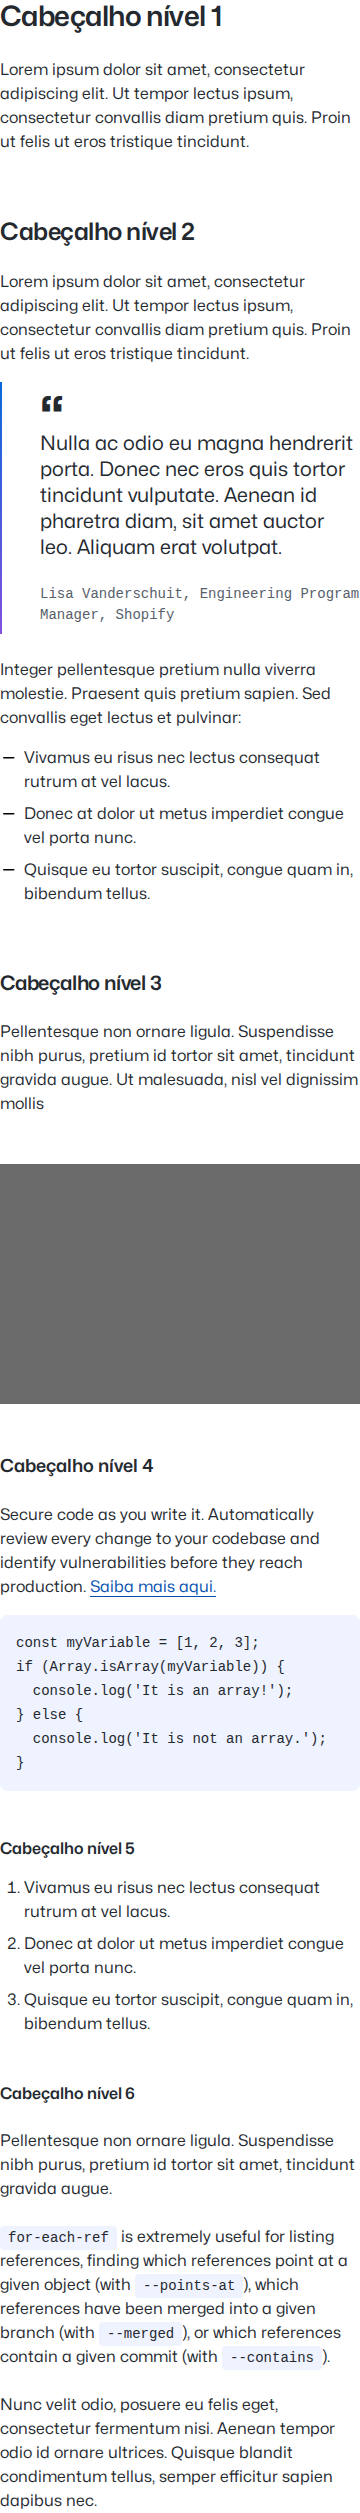 Cabeçalho nível 1
Lorem ipsum dolor sit amet, consectetur
adipiscing elit. Ut tempor lectus ipsum,
consectetur convallis diam pretium quis. Proin
ut felis ut eros tristique tincidunt.
Cabeçalho nível 2
Lorem ipsum dolor sit amet, consectetur
adipiscing elit. Ut tempor lectus ipsum,
consectetur convallis diam pretium quis. Proin
ut felis ut eros tristique tincidunt.
“
Nulla ac odio eu magna hendrerit
porta. Donec nec eros quis tortor
tincidunt vulputate. Aenean id
pharetra diam, sit amet auctor
leo. Aliquam erat volutpat.
Lisa Vanderschuit, Engineering Program
Manager, Shopify
Integer pellentesque pretium nulla viverra
molestie. Praesent quis pretium sapien. Sed
convallis eget lectus et pulvinar:
— Vivamus eu risus nec lectus consequat
rutrum at vel lacus.
— Donec at dolor ut metus imperdiet congue
vel porta nunc.
— Quisque eu tortor suscipit, congue quam in,
bibendum tellus.
Cabeçalho nível 3
Pellentesque non ornare ligula. Suspendisse
nibh purus, pretium id tortor sit amet, tincidunt
gravida augue. Ut malesuada, nisl vel dignissim
mollis
Cabeçalho nível 4
Secure code as you write it. Automatically
review every change to your codebase and
identify vulnerabilities before they reach
production. Saiba mais aqui.
const myVariable = [1, 2, 3];
if (Array.isArray(myVariable)) {
  console.log('It is an array!');
} else {
  console.log('It is not an array.');
}
Cabeçalho nível 5
1. Vivamus eu risus nec lectus consequat
rutrum at vel lacus.
2. Donec at dolor ut metus imperdiet congue
vel porta nunc.
3. Quisque eu tortor suscipit, congue quam in,
bibendum tellus.
Cabeçalho nível 6
Pellentesque non ornare ligula. Suspendisse
nibh purus, pretium id tortor sit amet, tincidunt
gravida augue.
for-each-ref is extremely useful for listing
references, finding which references point at a
given object (with --points-at ), which
references have been merged into a given
branch (with --merged ), or which references
contain a given commit (with --contains ).
Nunc velit odio, posuere eu felis eget,
consectetur fermentum nisi. Aenean tempor
odio id ornare ultrices. Quisque blandit
condimentum tellus, semper efficitur sapien
dapibus nec.